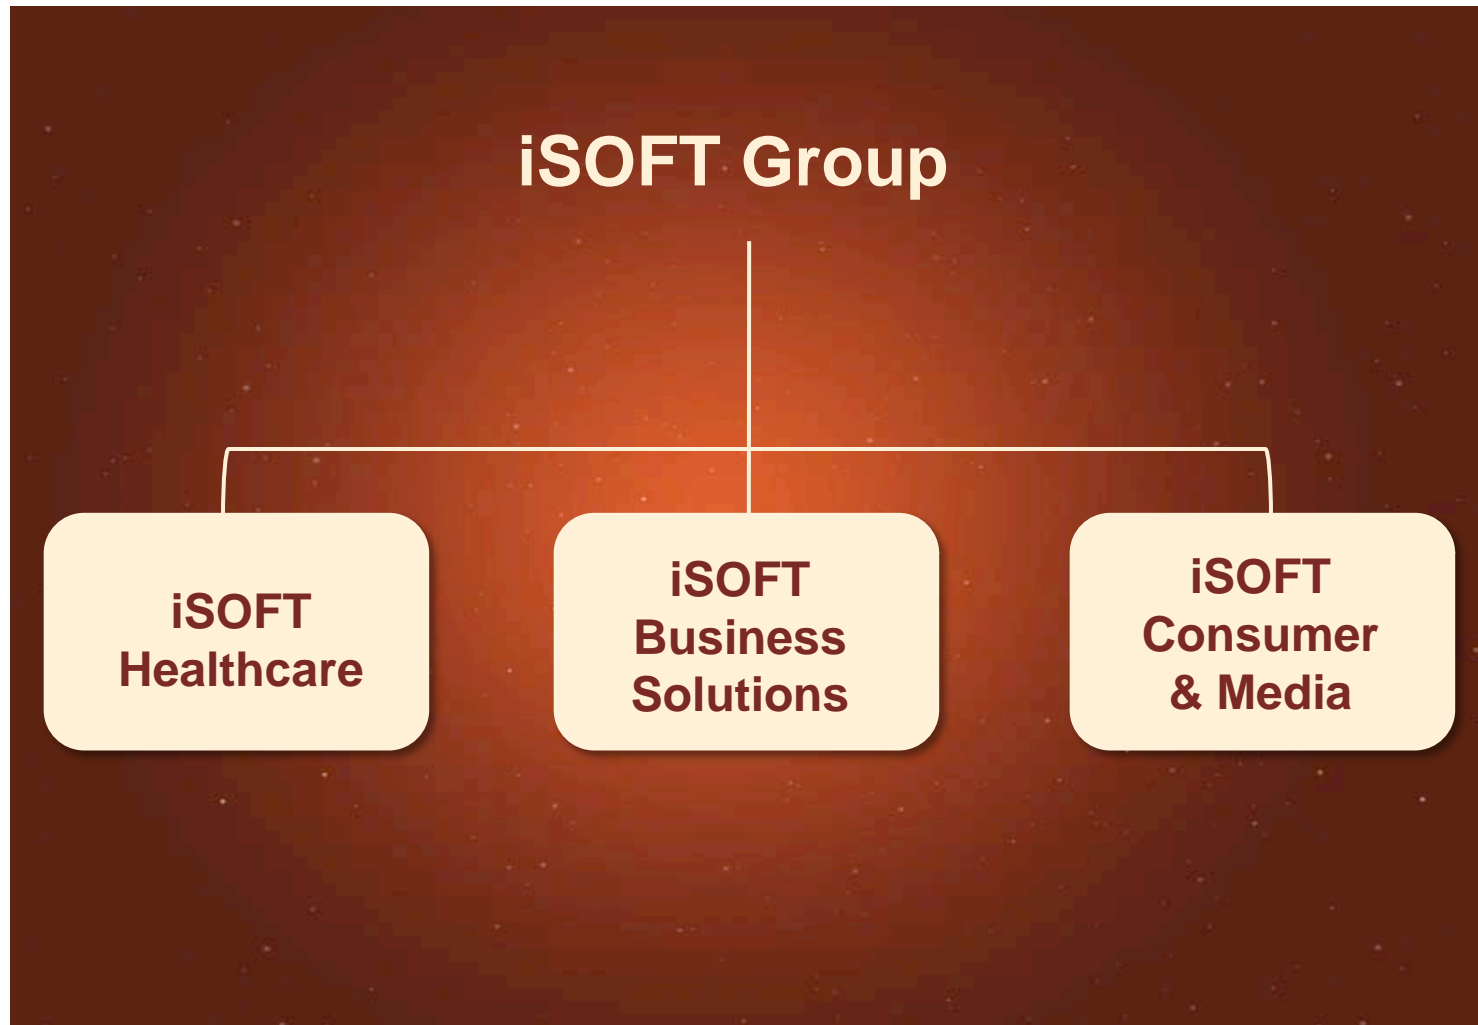 iSOFT Group
iSOFT
Healthcare
iSOFT
Business
Solutions
iSOFT
Consumer
& Media